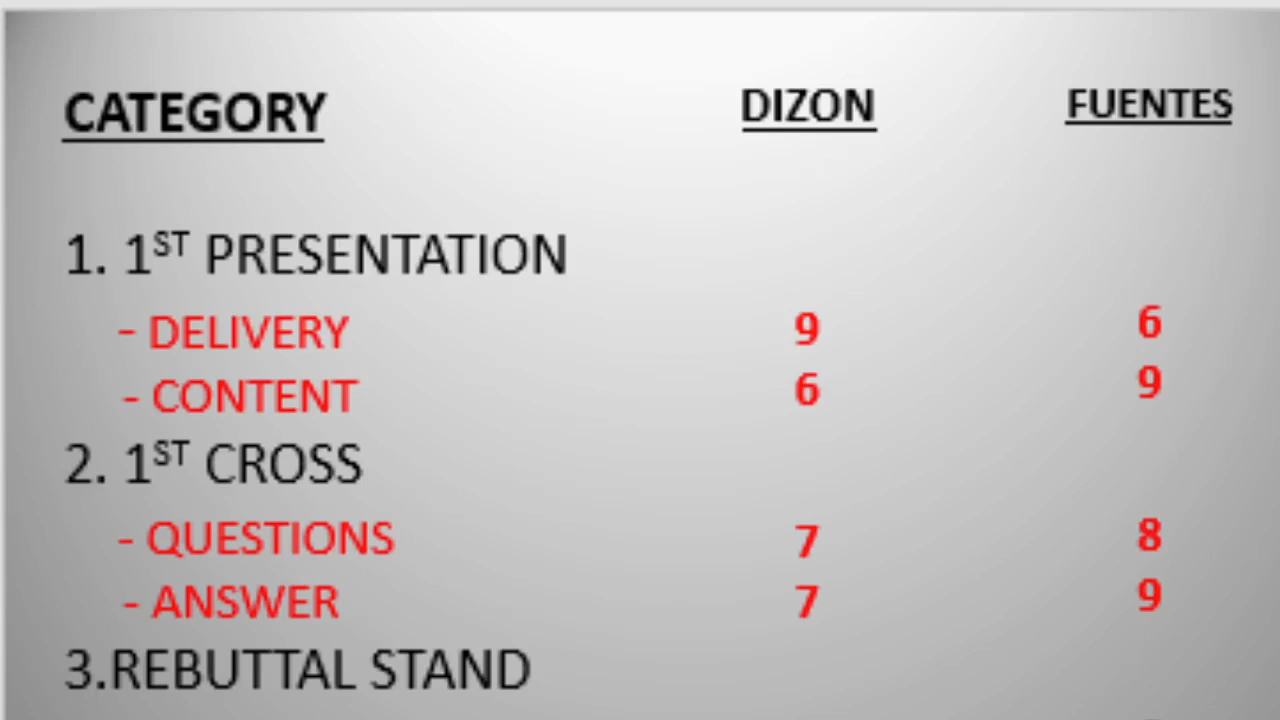 CATEGORY DIZON FUENTES
1. 1ST PRESENTATION
- DELIVERY 9 6
- CONTENT 6 9
2. 1ST CROSS
- QUESTIONS 7 8
- ANSWER 7 9
3.REBUTTAL STAND